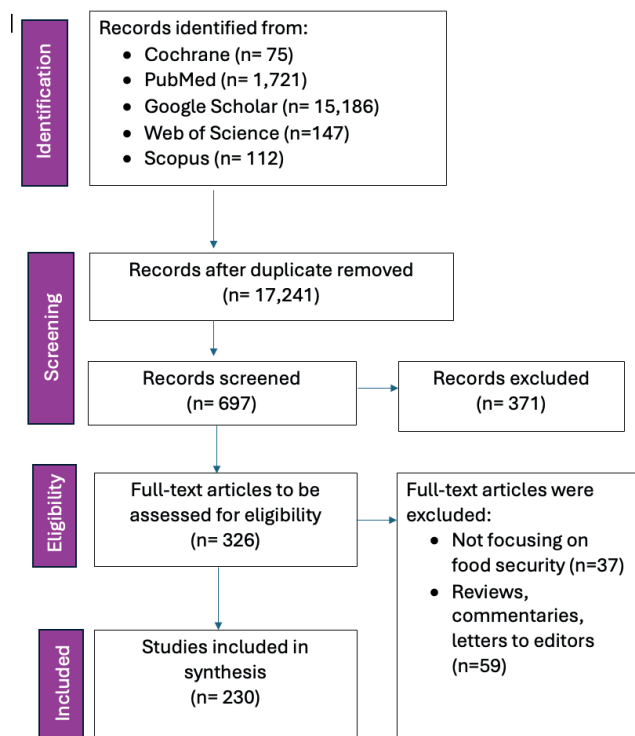 Identification
Records identified from:
• Cochrane (n= 75)
• PubMed (n= 1,721)
• Google Scholar (n= 15,186)
• Web of Science (n=147)
• Scopus (n= 112)
Screening
Records after duplicate removed
(n= 17,241)
Records screened
(n= 697)
Records excluded
(n= 371)
Eligibility
Full-text articles to be
assessed for eligibility
(n= 326)
Full-text articles were
excluded:
• Not focusing on
food security (n=37)
• Reviews,
commentaries,
letters to editors
(n=59)
Included
Studies included in
synthesis
(n= 230)